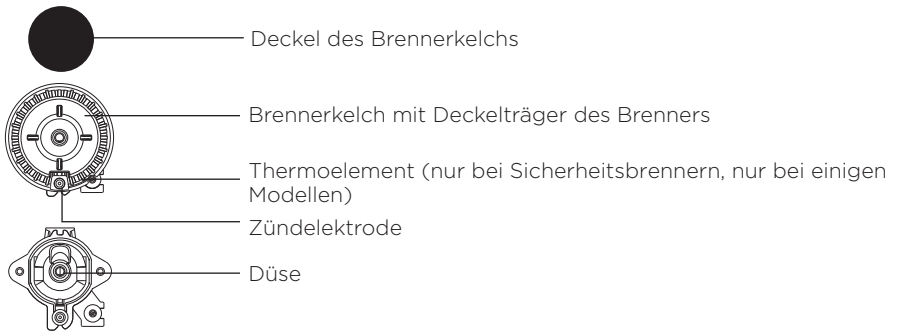 Deckel des Brennerkelchs
Brennerkelch mit Deckelträger des Brenners
Thermoelement (nur bei Sicherheitsbrennern, nur bei einigen
Modellen)
Zündelektrode
Düse